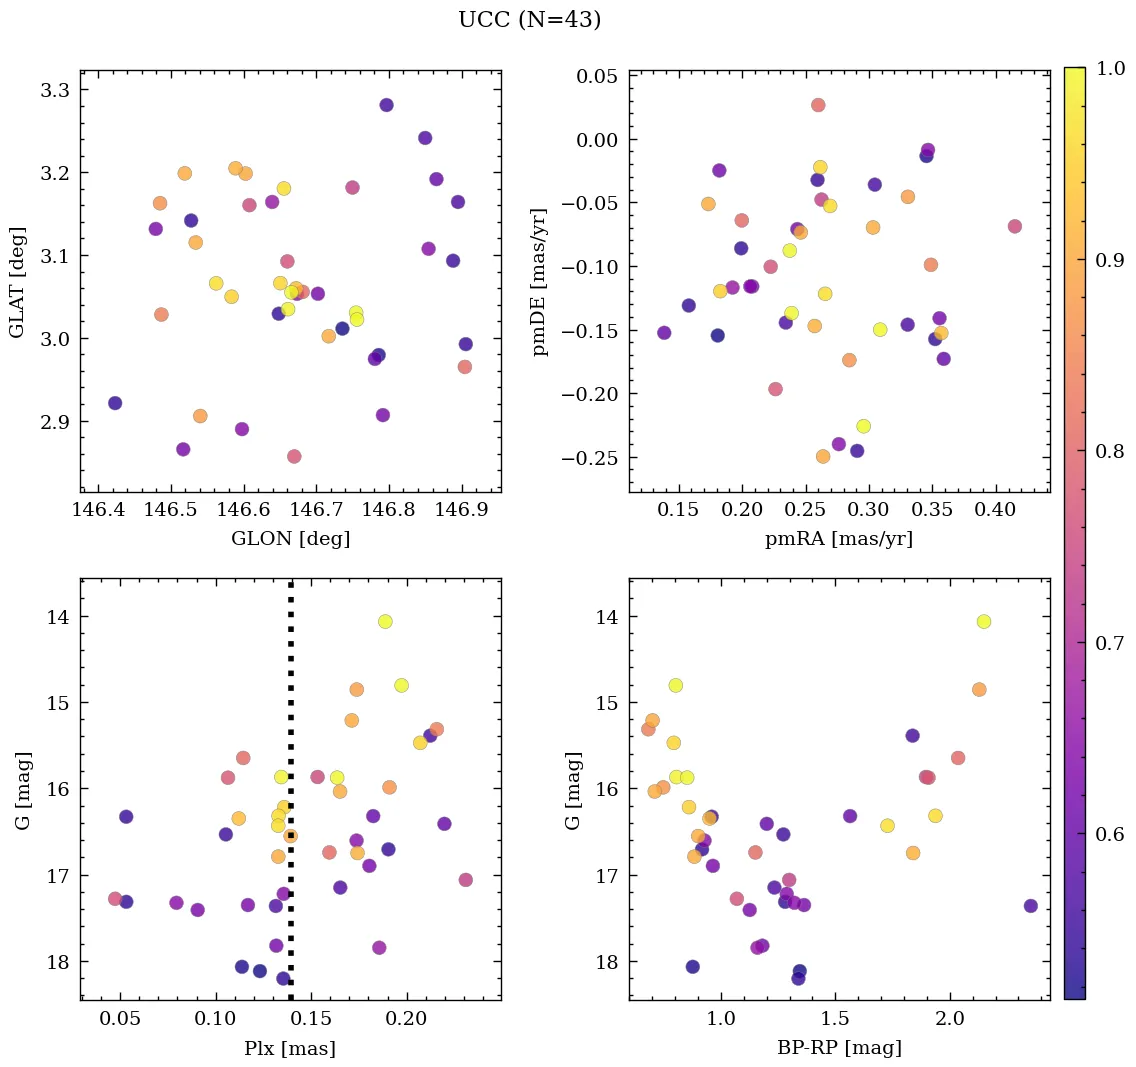 UCC (N=43)
3.3
3.2
3.1
3.0
2.9
GLAT [deg]
146.4 146.5 146.6 146.7 146.8 146.9
GLON [deg]
0.05
0.00
−0.05
−0.10
−0.15
−0.20
−0.25
pmDE [mas/yr]
0.15 0.20 0.25 0.30 0.35 0.40
pmRA [mas/yr]
14
15
16
17
18
G [mag]
0.05 0.10 0.15 0.20
Plx [mas]
14
15
16
17
18
G [mag]
1.0 1.5 2.0
BP-RP [mag]
1.0
0.9
0.8
0.7
0.6